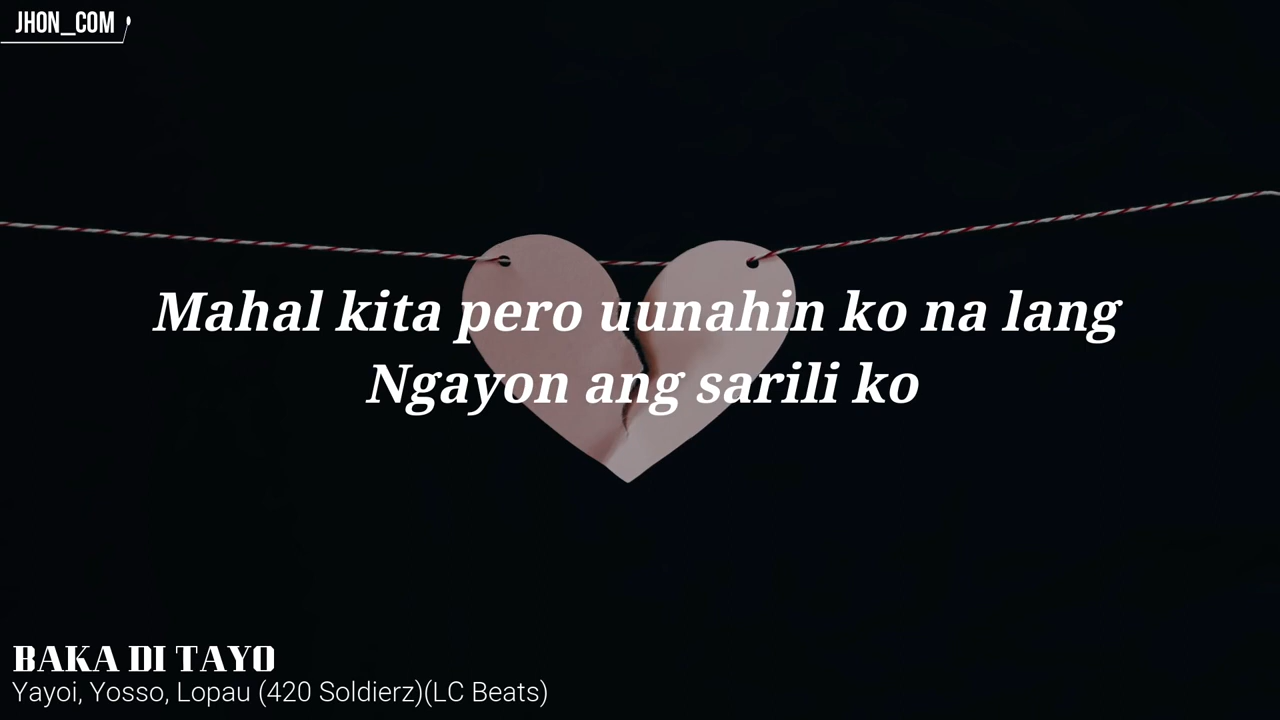 JHON_COM
Mahal kita pero uunahin ko na lang
Ngayon ang sarili ko
BAKA DI TAYO
Yayoi, Yosso, Lopau (420 Soldierz)(LC Beats)